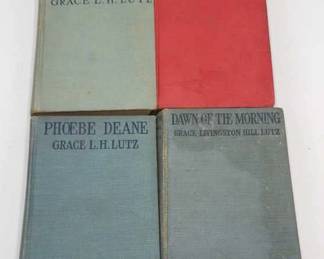 GRACE L. H. LUTZ
PHOEBE DEANE
GRACE L. H. LUTZ
DAWN OF THE MORNING
GRACE LIVINGSTON HILL LUTZ